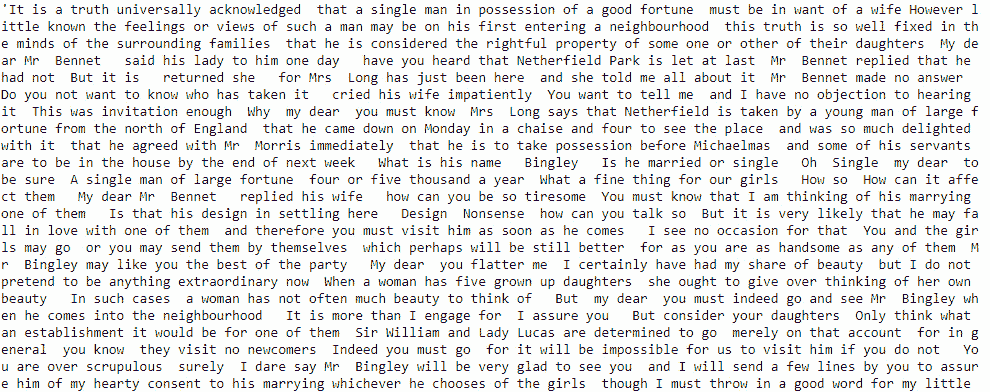 'It is a truth universally acknowledged  that a single man in possession of a good fortune  must be in want of a wife However l
ittle known the feelings or views of such a man may be on his first entering a neighbourhood  this truth is so well fixed in th
e minds of the surrounding families  that he is considered the rightful property of some one or other of their daughters  My de
ar Mr  Bennet   said his lady to him one day   have you heard that Netherfield Park is let at last  Mr  Bennet replied that he
had not  But it is   returned she   for Mrs  Long has just been here  and she told me all about it  Mr  Bennet made no answer
Do you not want to know who has taken it   cried his wife impatiently  You want to tell me  and I have no objection to hearing
it  This was invitation enough  Why  my dear  you must know  Mrs  Long says that Netherfield is taken by a young man of large f
ortune from the north of England  that he came down on Monday in a chaise and four to see the place  and was so much delighted
with it  that he agreed with Mr  Morris immediately  that he is to take possession before Michaelmas  and some of his servants
are to be in the house by the end of next week   What is his name   Bingley   Is he married or single   Oh  Single  my dear  to
be sure  A single man of large fortune  four or five thousand a year  What a fine thing for our girls   How so  How can it affe
ct them   My dear Mr  Bennet   replied his wife   how can you be so tiresome  You must know that I am thinking of his marrying
one of them   Is that his design in settling here   Design  Nonsense  how can you talk so  But it is very likely that he may fa
ll in love with one of them  and therefore you must visit him as soon as he comes   I see no occasion for that  You and the gir
ls may go  or you may send them by themselves  which perhaps will be still better  for as you are as handsome as any of them  M
r  Bingley may like you the best of the party   My dear  you flatter me  I certainly have had my share of beauty  but I do not
pretend to be anything extraordinary now  When a woman has five grown up daughters  she ought to give over thinking of her own
beauty   In such cases  a woman has not often much beauty to think of   But  my dear  you must indeed go and see Mr  Bingley wh
en he comes into the neighbourhood   It is more than I engage for  I assure you   But consider your daughters  Only think what
an establishment it would be for one of them  Sir William and Lady Lucas are determined to go  merely on that account  for in g
eneral  you know  they visit no newcomers  Indeed you must go  for it will be impossible for us to visit him if you do not   Yo
u are over scrupulous  surely  I dare say Mr  Bingley will be very glad to see you  and I will send a few lines by you to assur
e him of my hearty consent to his marrying whichever he chooses of the girls  though I must throw in a good word for my little